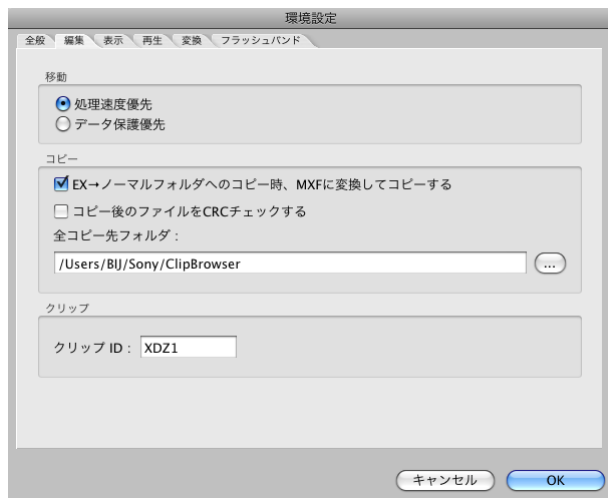 環境設定
全般 編集 表示 再生 変換 フラッシュバンド
移動
処理速度優先
データ保護優先
コピー
EX→ノーマルフォルダへのコピー時、MXFに変換してコピーする
コピー後のファイルをCRCチェックする
全コピー先フォルダ：
/Users/BIJ/Sony/ClipBrowser
...
クリップ
クリップ ID： XDZ1
キャンセル OK